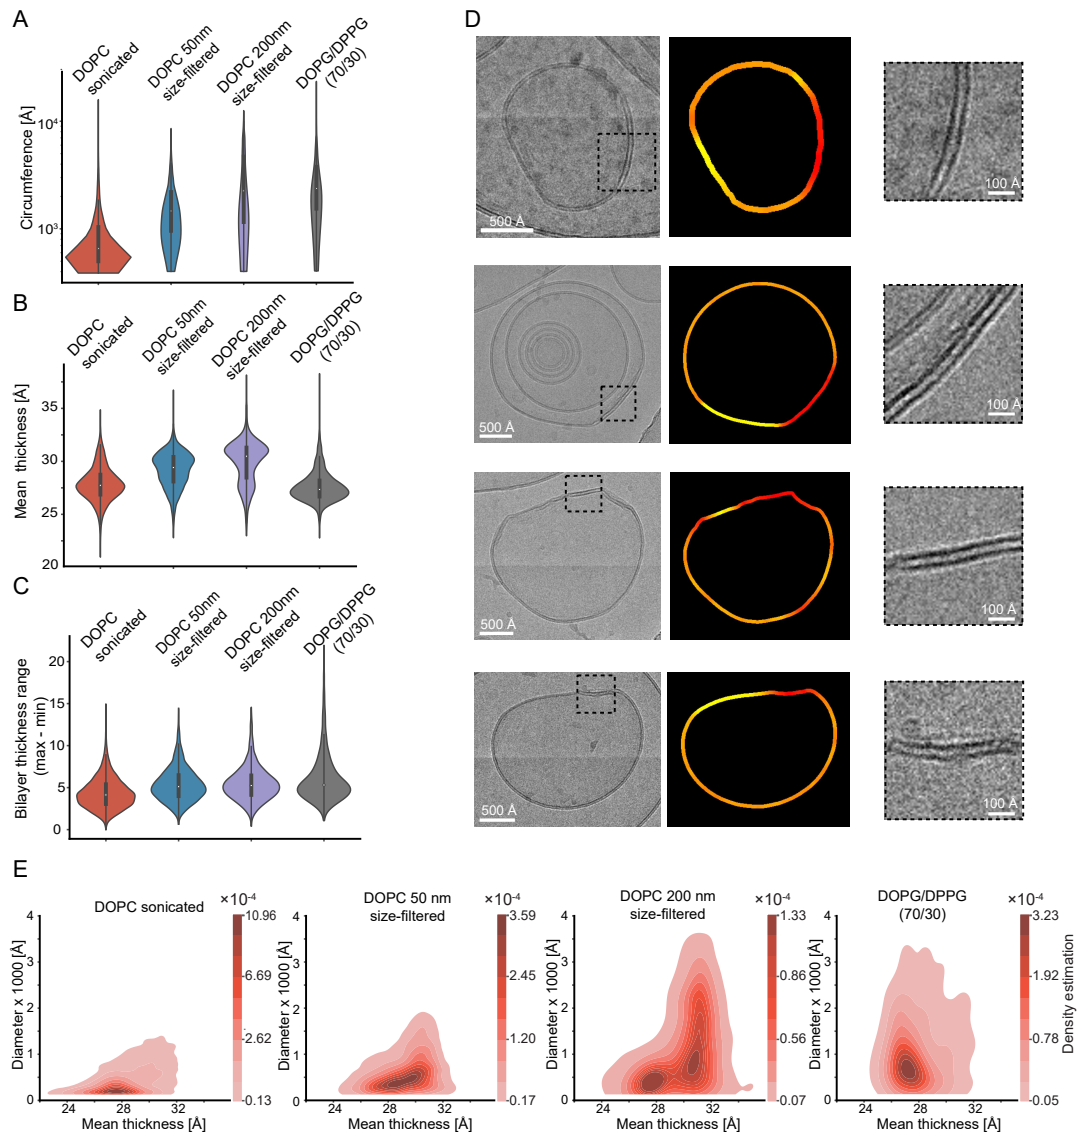 A
DOPC
sonicated
DOPC 50nm
size-filtered
DOPC 200nm
size-filtered
DOPG/DPPG
(70/30)
Circumference [Å]
10⁴
10³
B
DOPC
sonicated
DOPC 50nm
size-filtered
DOPC 200nm
size-filtered
DOPG/DPPG
(70/30)
Mean thickness [Å]
35
30
25
20
C
DOPC
sonicated
DOPC 50nm
size-filtered
DOPC 200nm
size-filtered
DOPG/DPPG
(70/30)
Bilayer thickness range
(max - min)
20
15
10
5
0
D
500 Å
100 Å
500 Å
100 Å
500 Å
100 Å
500 Å
100 Å
E
DOPC sonicated
×10⁻⁴
10.96
6.69
2.62
0.13
Diameter x 1000 [Å]
4
3
2
1
0
24
28
32
Mean thickness [Å]
DOPC 50 nm
size-filtered
×10⁻⁴
3.59
2.45
1.20
0.17
Diameter x 1000 [Å]
4
3
2
1
0
24
28
32
Mean thickness [Å]
DOPC 200 nm
size-filtered
×10⁻⁴
1.33
0.86
0.56
0.07
Diameter x 1000 [Å]
4
3
2
1
0
24
28
32
Mean thickness [Å]
DOPG/DPPG
(70/30)
×10⁻⁴
3.23
1.92
0.78
0.05
Density estimation
Diameter x 1000 [Å]
4
3
2
1
0
24
28
32
Mean thickness [Å]